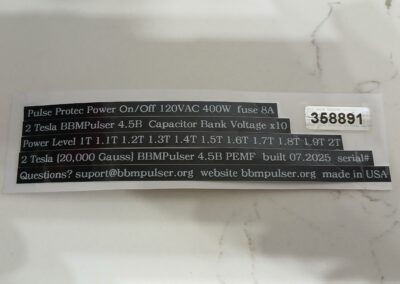 Pulse Protec Power On/Off 120VAC 400W fuse 8A
358891
2 Tesla BBMPulser 4.5B Capacitor Bank Voltage x10
Power Level 1T 1.1T 1.2T 1.3T 1.4T 1.5T 1.6T 1.7T 1.8T 1.9T 2T
2 Tesla [20,000 Gauss] BBMPulser 4.5B PEMF built 07.2025 serial#
Questions? suport@bbmpulser.org website bbmpulser.org made in USA